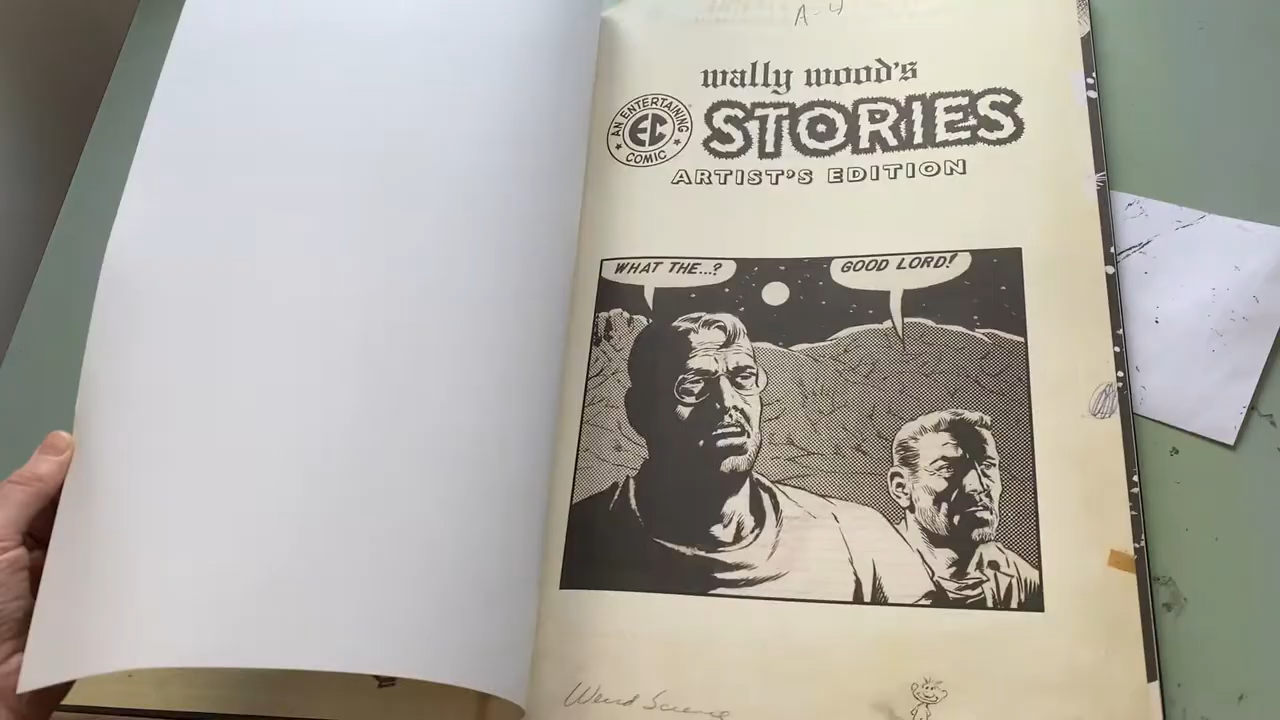 A-4
wally wood's
AN ENTERTAINING
EC
COMIC
STORIES
ARTIST'S EDITION
WHAT THE...?
GOOD LORD!
Weird Science